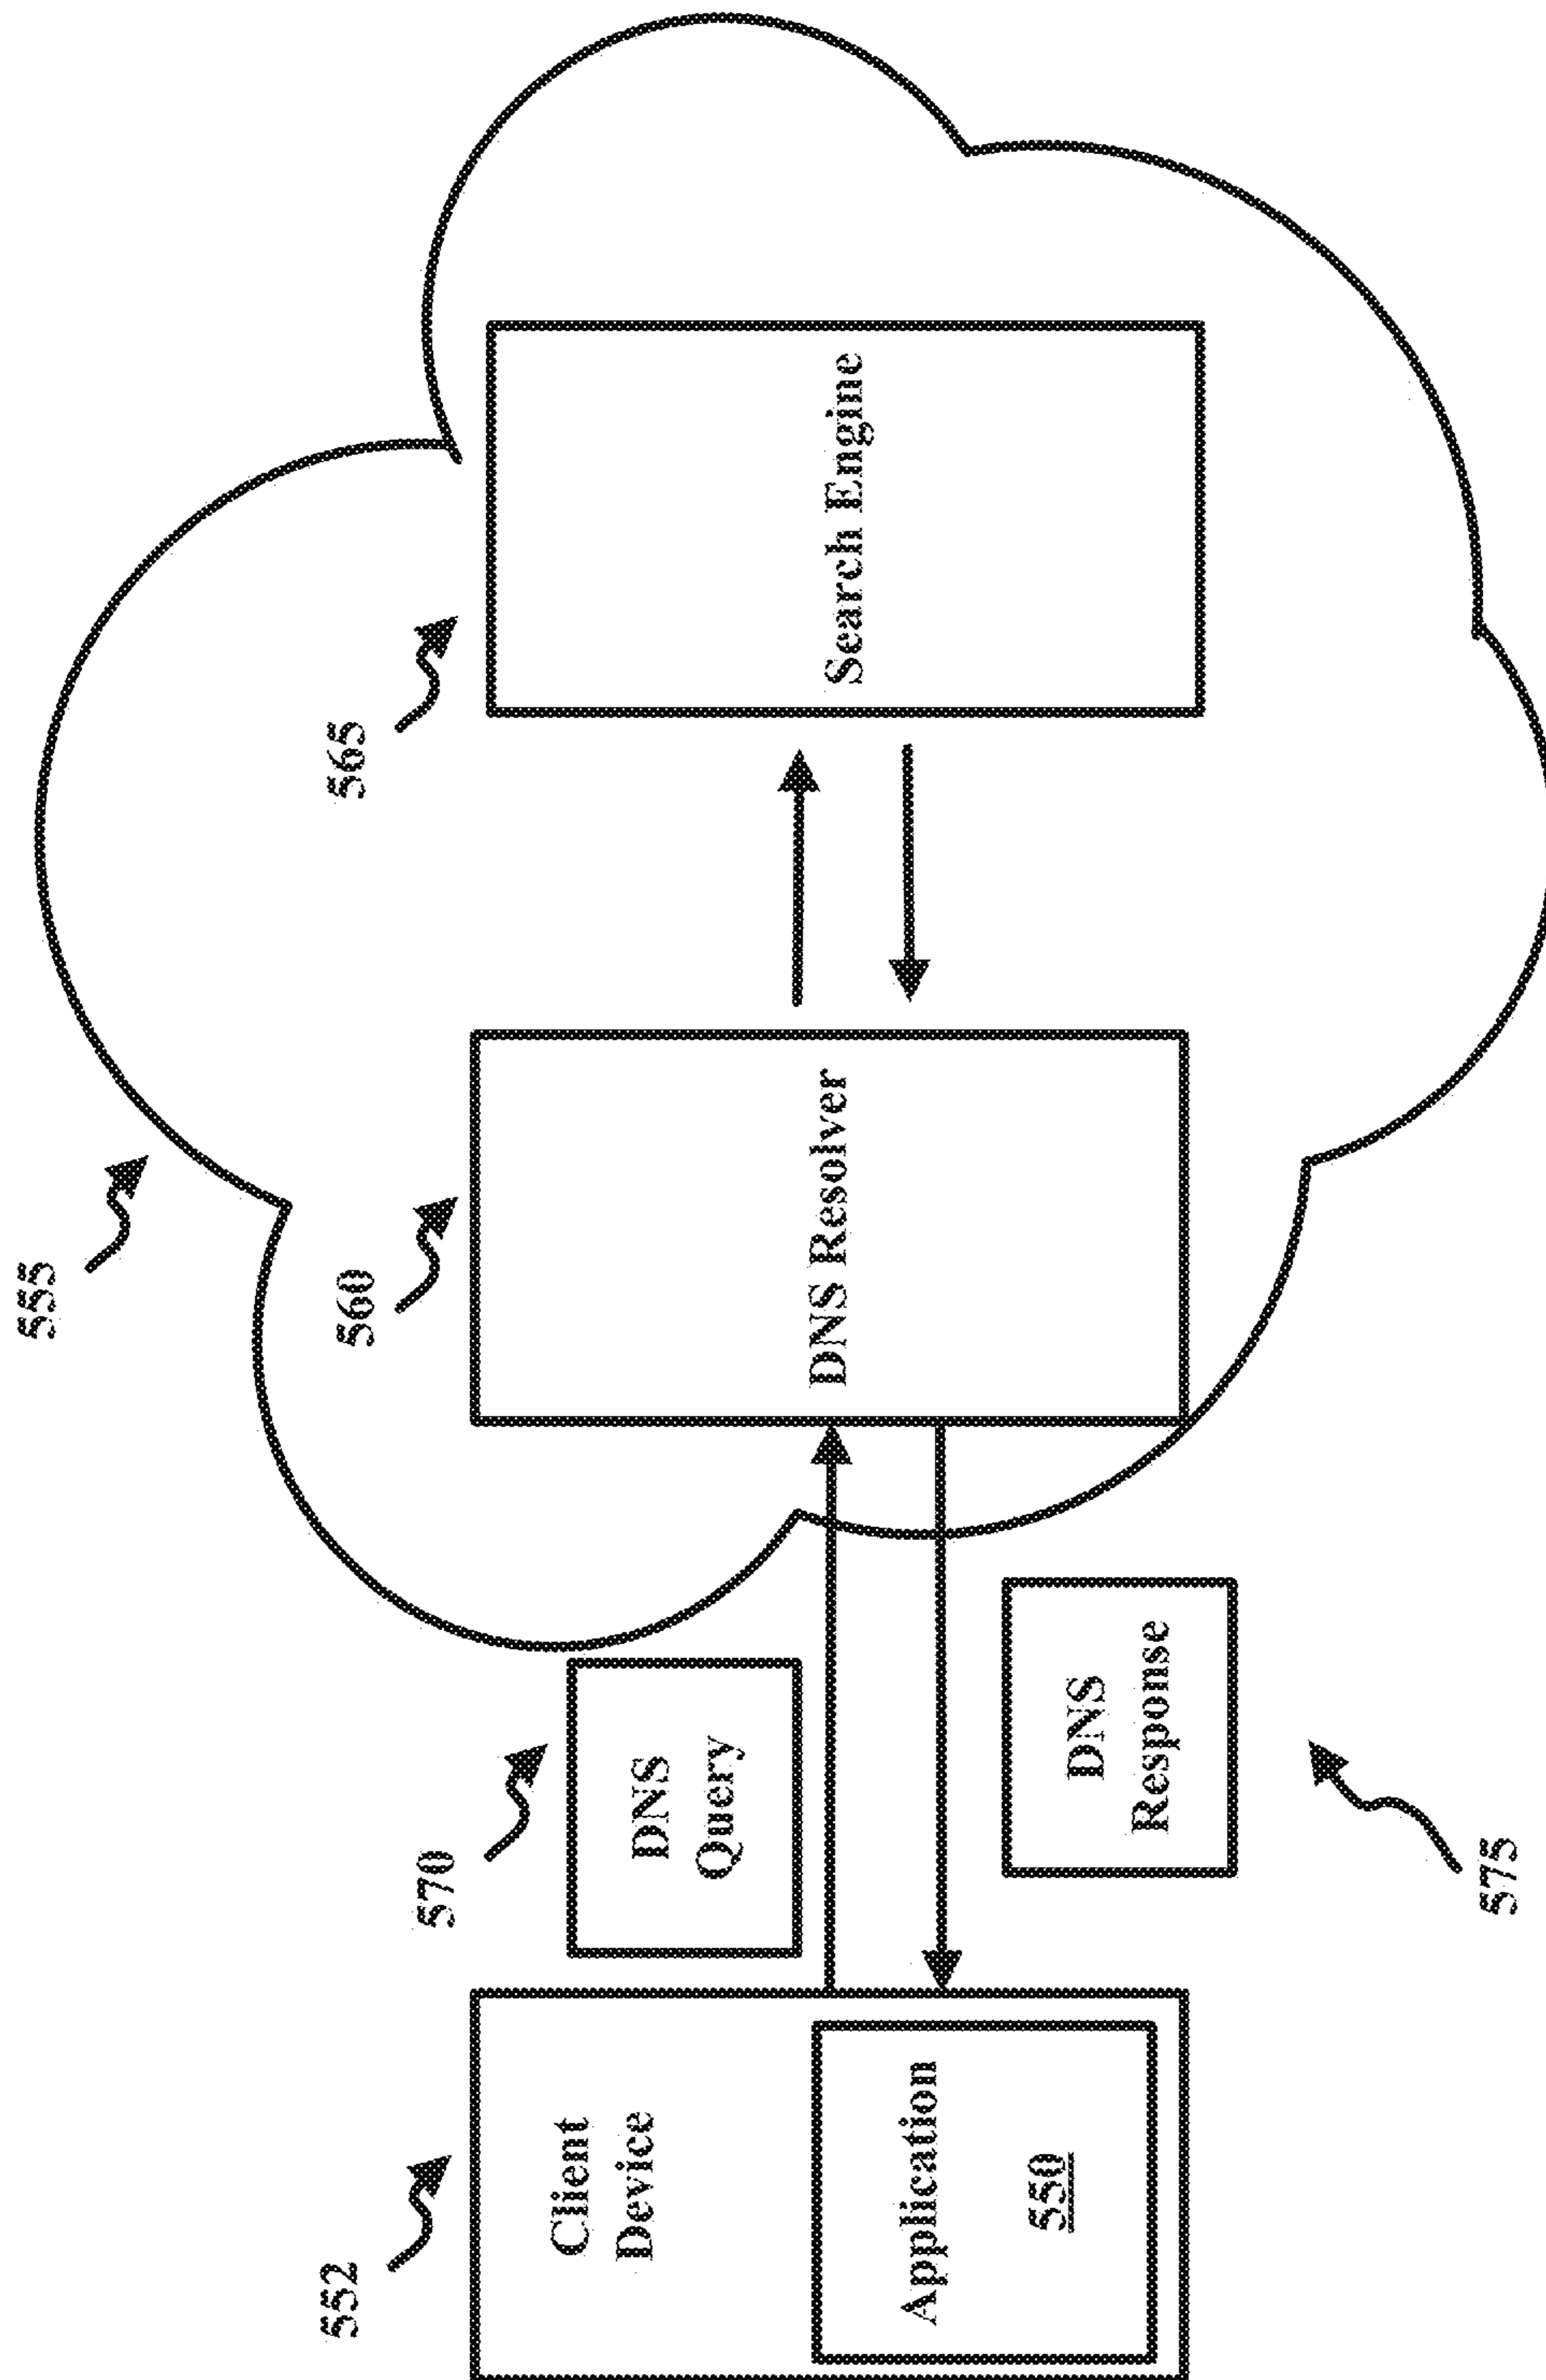 555
565
560
570
552
Client
Device
Application
550
DNS
Query
DNS
Response
575
DNS Resolver
Search Engine